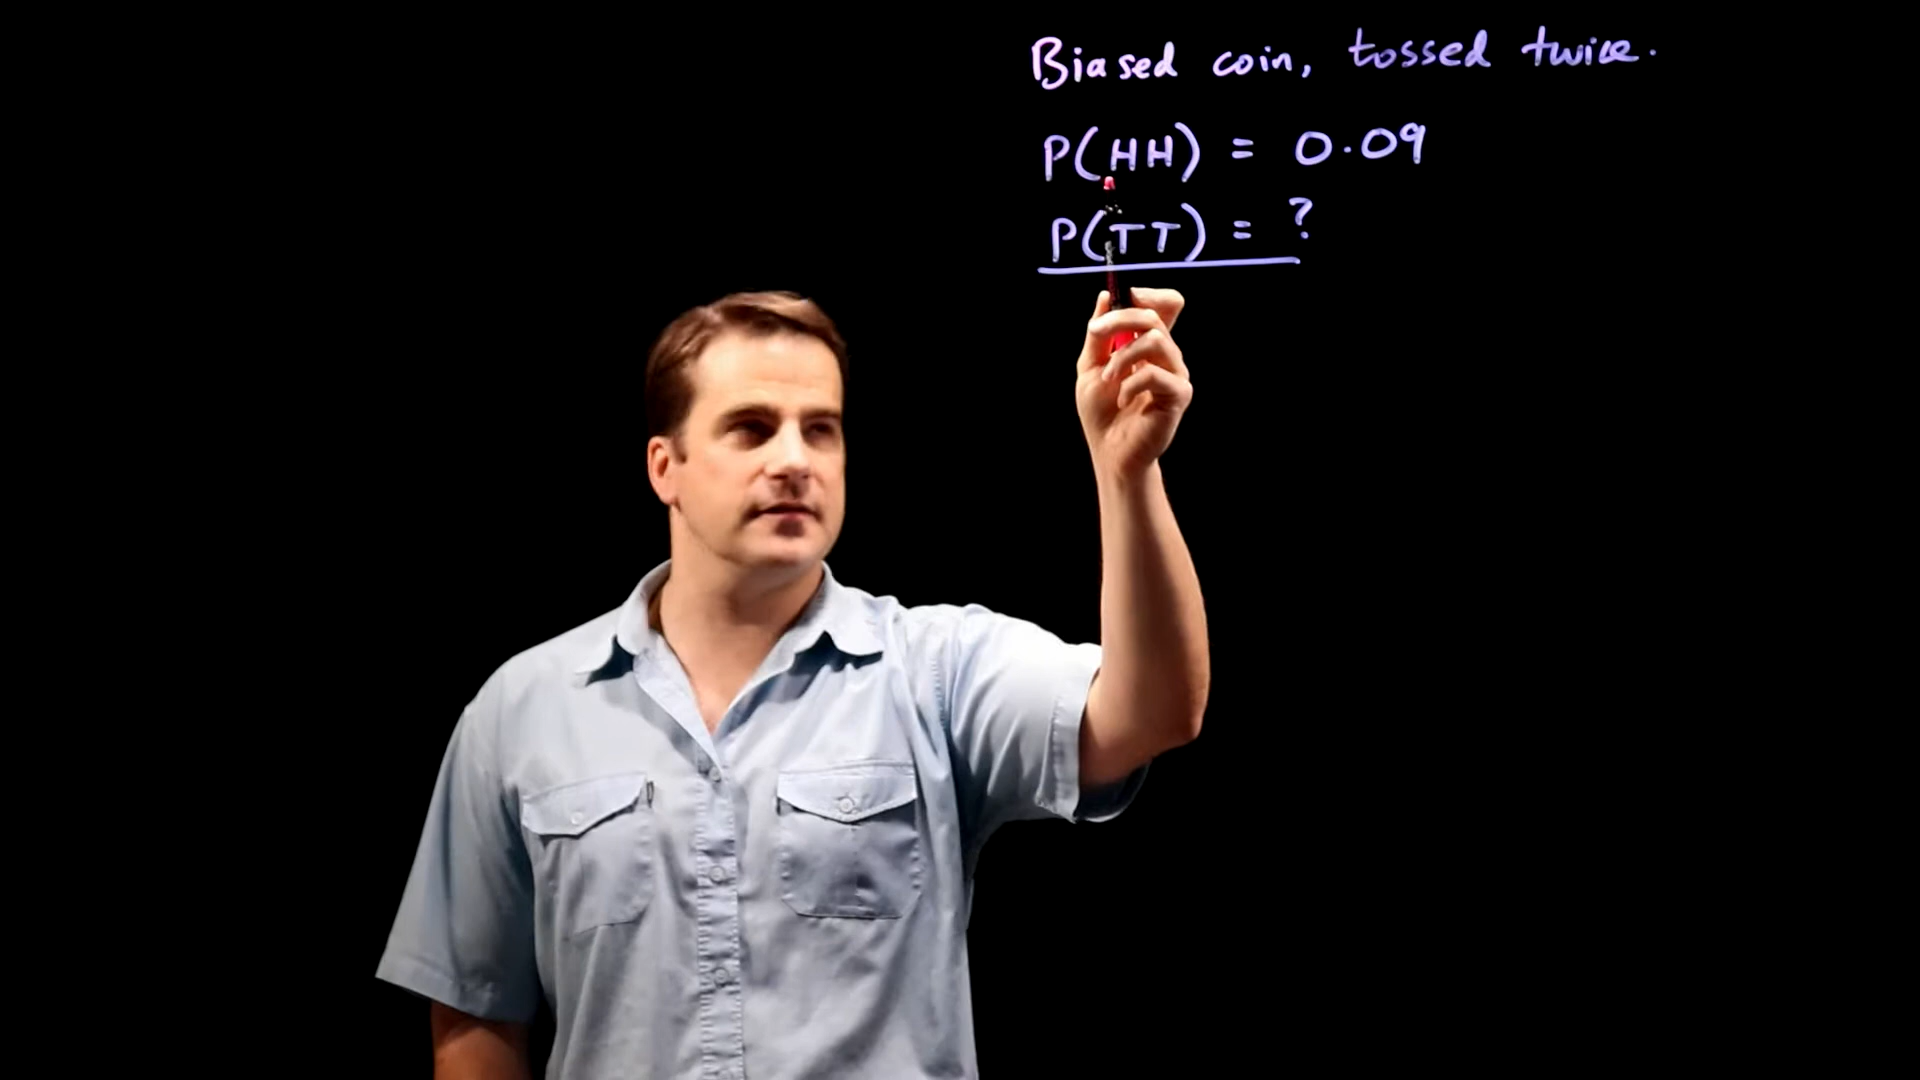 Biased coin, tossed twice.
P(HH) = 0.09
P(TT) = ?